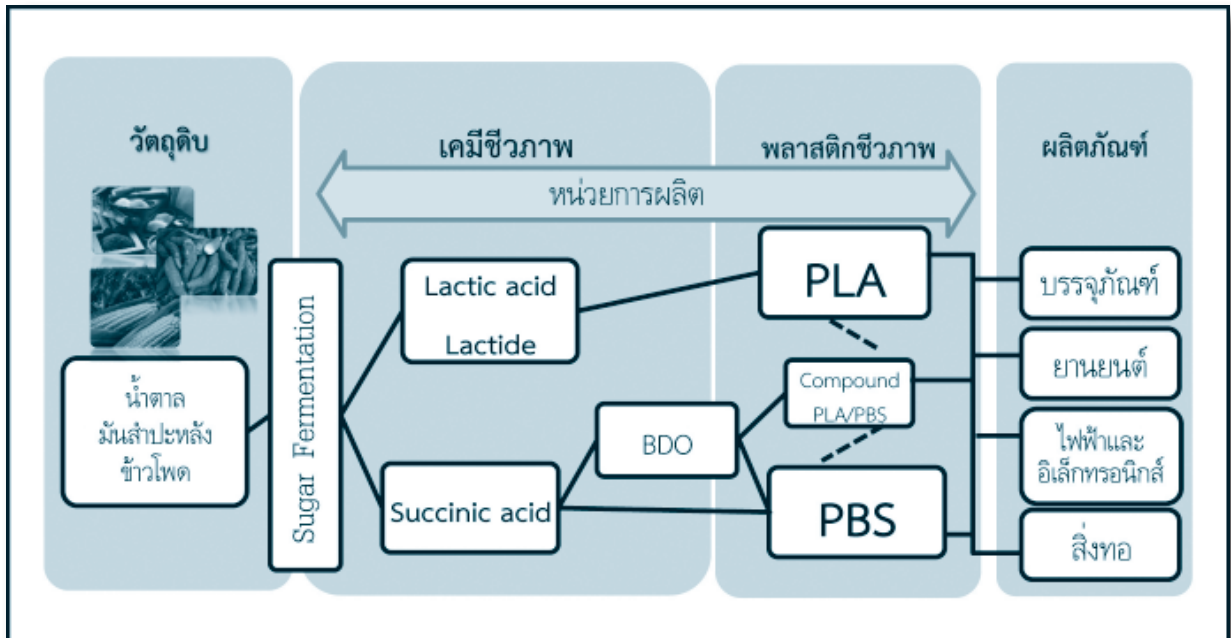 วัตถุดิบ
เคมีชีวภาพ
พลาสติกชีวภาพ
ผลิตภัณฑ์
หน่วยการผลิต
น้ำตาล
มันสำปะหลัง
ข้าวโพด
Sugar Fermentation
Lactic acid
Lactide
Succinic acid
BDO
PLA
Compound
PLA/PBS
PBS
บรรจุภัณฑ์
ยานยนต์
ไฟฟ้าและ
อิเล็กทรอนิกส์
สิ่งทอ